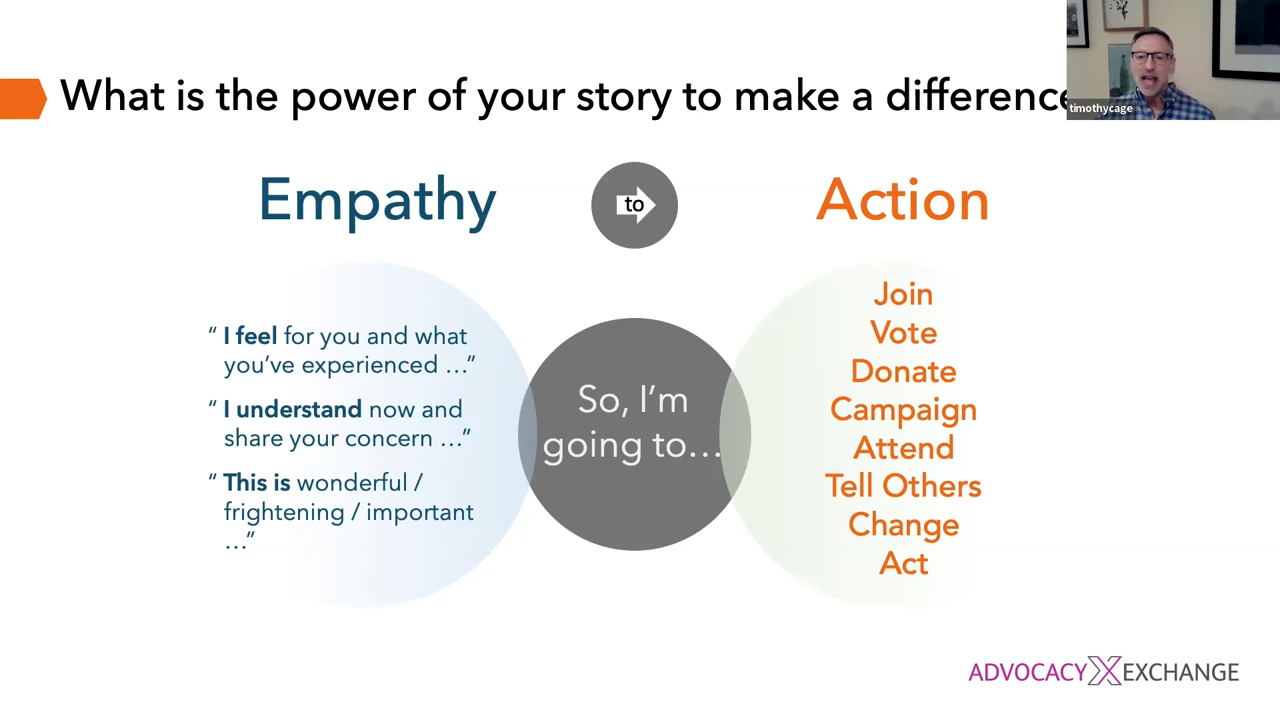 What is the power of your story to make a difference
timothycage
Empathy
to
Action
“ I feel for you and what
you’ve experienced …”
“ I understand now and
share your concern …”
“ This is wonderful /
frightening / important
…”
So, I’m
going to…
Join
Vote
Donate
Campaign
Attend
Tell Others
Change
Act
ADVOCACY X EXCHANGE